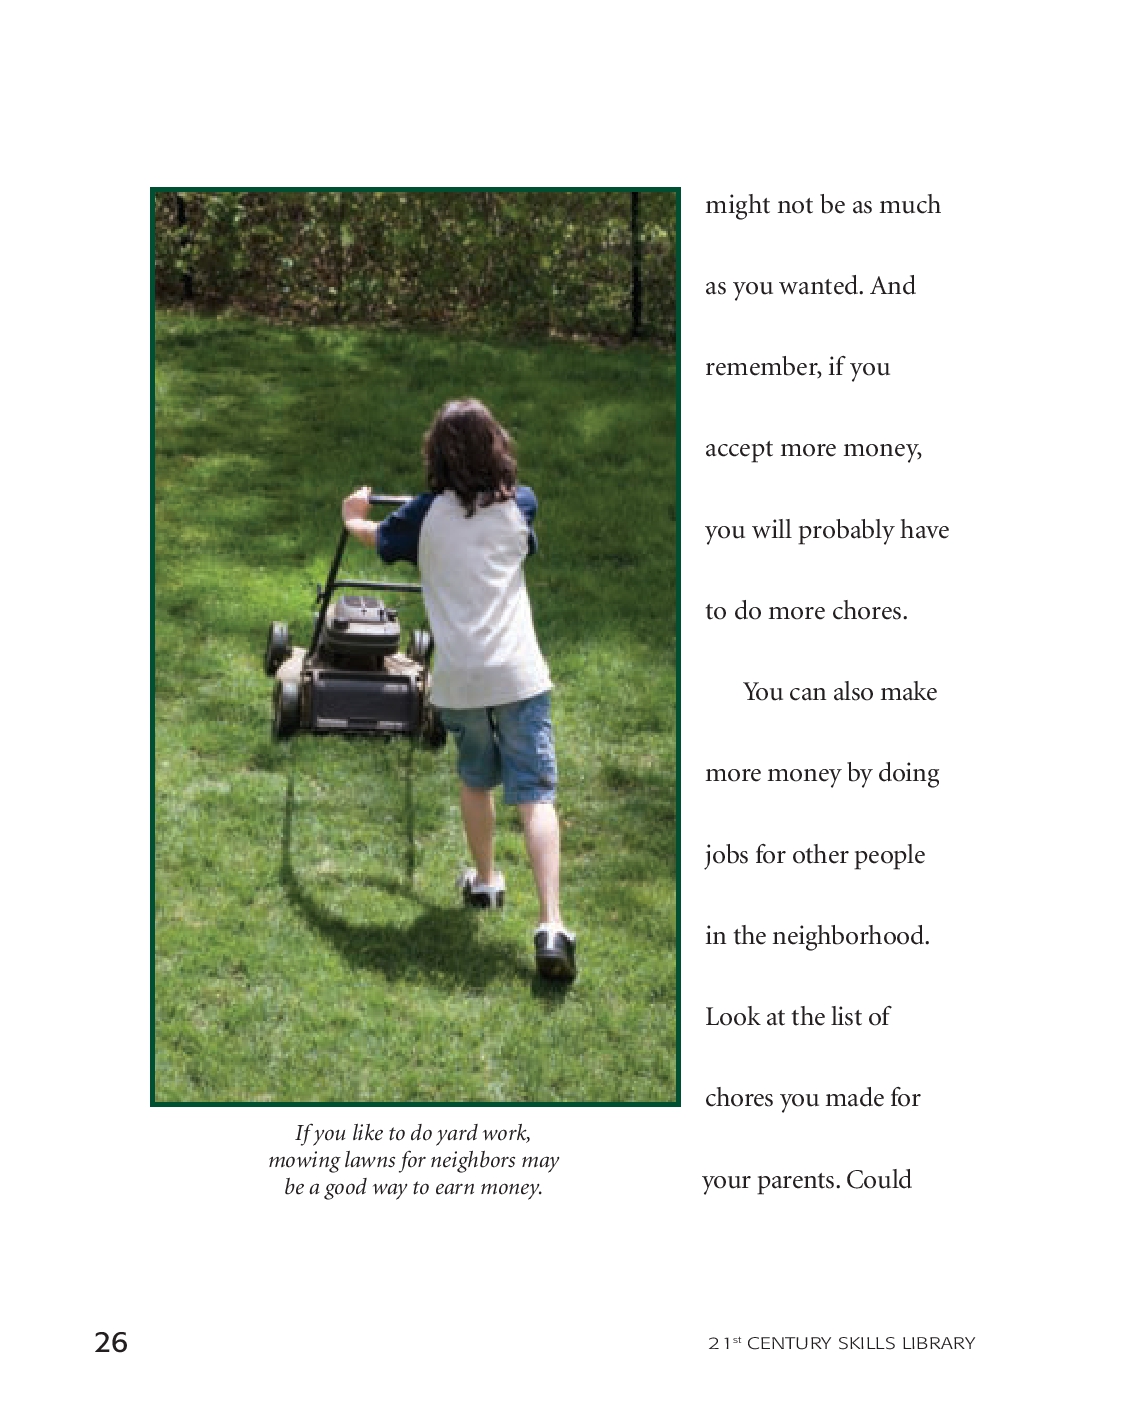 might not be as much
as you wanted. And
remember, if you
accept more money,
you will probably have
to do more chores.
You can also make
more money by doing
jobs for other people
in the neighborhood.
Look at the list of
chores you made for
your parents. Could
If you like to do yard work,
mowing lawns for neighbors may
be a good way to earn money.
26
21st CENTURY SKILLS LIBRARY